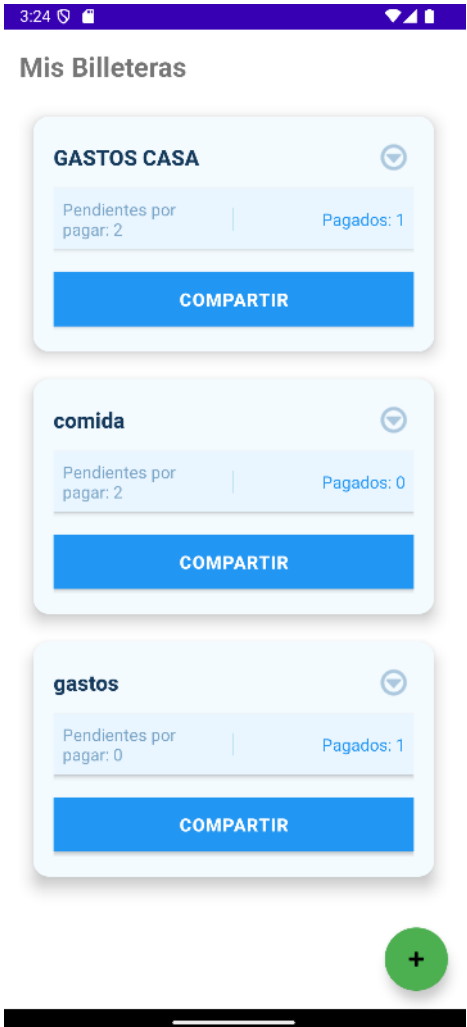 3:24
Mis Billeteras
GASTOS CASA
Pendientes por
pagar: 2
Pagados: 1
COMPARTIR
comida
Pendientes por
pagar: 2
Pagados: 0
COMPARTIR
gastos
Pendientes por
pagar: 0
Pagados: 1
COMPARTIR
+